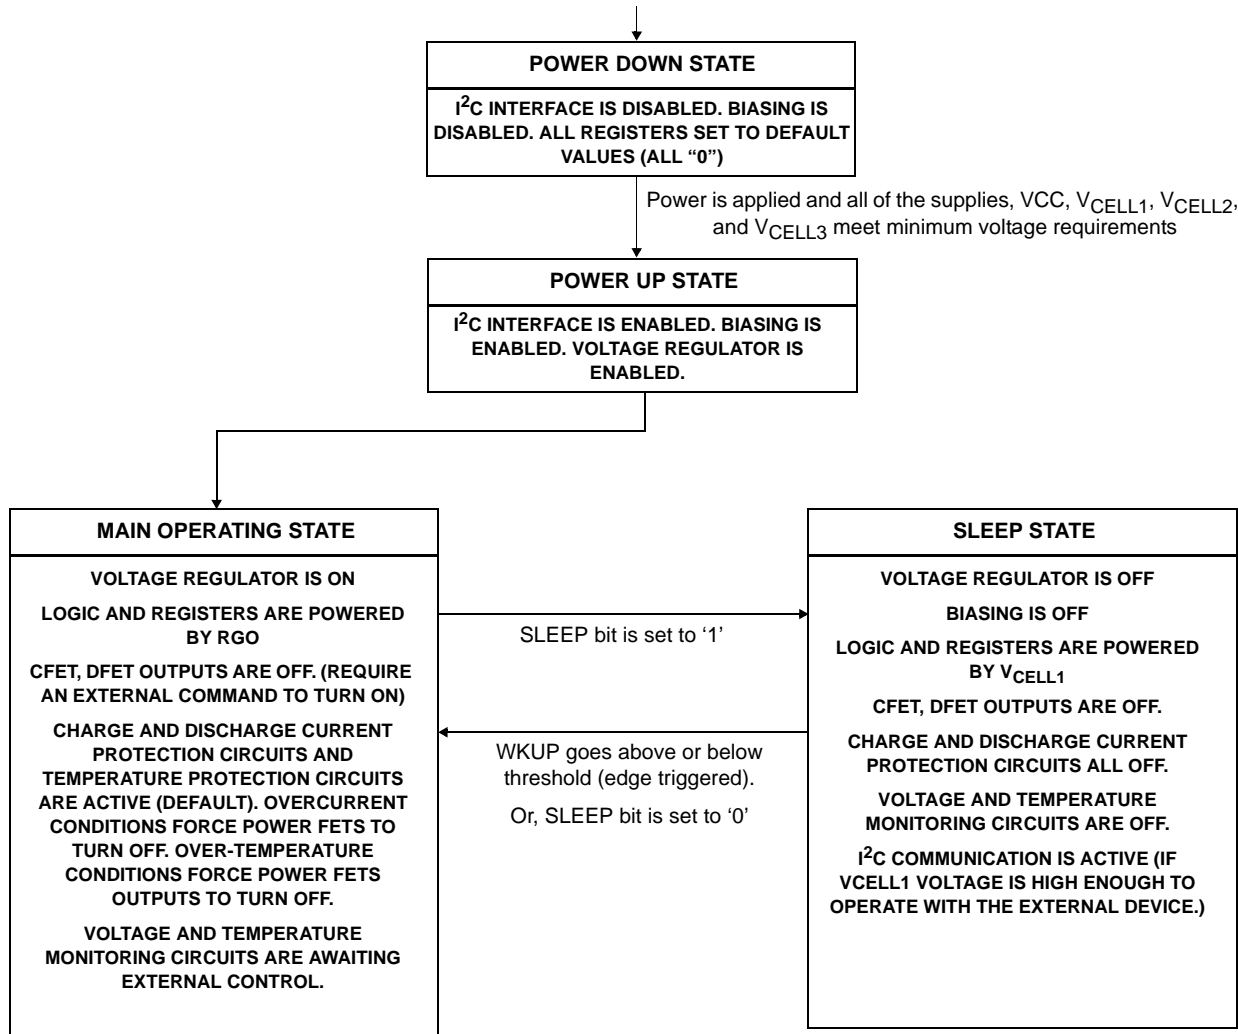 POWER DOWN STATE
I²C INTERFACE IS DISABLED. BIASING IS
DISABLED. ALL REGISTERS SET TO DEFAULT
VALUES (ALL “0”)
Power is applied and all of the supplies, VCC, VCELL1, VCELL2,
and VCELL3 meet minimum voltage requirements
POWER UP STATE
I²C INTERFACE IS ENABLED. BIASING IS
ENABLED. VOLTAGE REGULATOR IS
ENABLED.
MAIN OPERATING STATE
VOLTAGE REGULATOR IS ON
LOGIC AND REGISTERS ARE POWERED
BY RGO
CFET, DFET OUTPUTS ARE OFF. (REQUIRE
AN EXTERNAL COMMAND TO TURN ON)
CHARGE AND DISCHARGE CURRENT
PROTECTION CIRCUITS AND
TEMPERATURE PROTECTION CIRCUITS
ARE ACTIVE (DEFAULT). OVERCURRENT
CONDITIONS FORCE POWER FETS TO
TURN OFF. OVER-TEMPERATURE
CONDITIONS FORCE POWER FETS
OUTPUTS TO TURN OFF.
VOLTAGE AND TEMPERATURE
MONITORING CIRCUITS ARE AWAITING
EXTERNAL CONTROL.
SLEEP bit is set to ‘1’
WKUP goes above or below
threshold (edge triggered).
Or, SLEEP bit is set to ‘0’
SLEEP STATE
VOLTAGE REGULATOR IS OFF
BIASING IS OFF
LOGIC AND REGISTERS ARE POWERED
BY VCELL1
CFET, DFET OUTPUTS ARE OFF.
CHARGE AND DISCHARGE CURRENT
PROTECTION CIRCUITS ALL OFF.
VOLTAGE AND TEMPERATURE
MONITORING CIRCUITS ARE OFF.
I²C COMMUNICATION IS ACTIVE (IF
VCELL1 VOLTAGE IS HIGH ENOUGH TO
OPERATE WITH THE EXTERNAL DEVICE.)